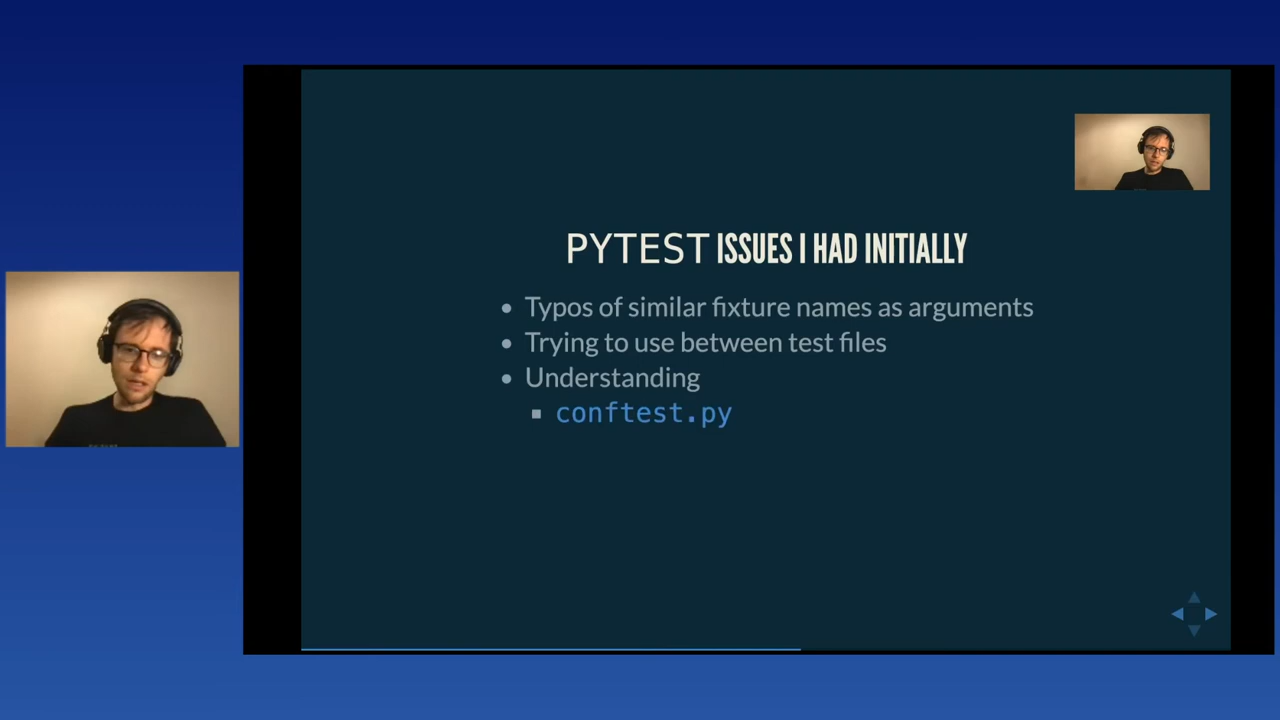 PYTEST ISSUES I HAD INITIALLY
Typos of similar fixture names as arguments
Trying to use between test files
Understanding
conftest.py